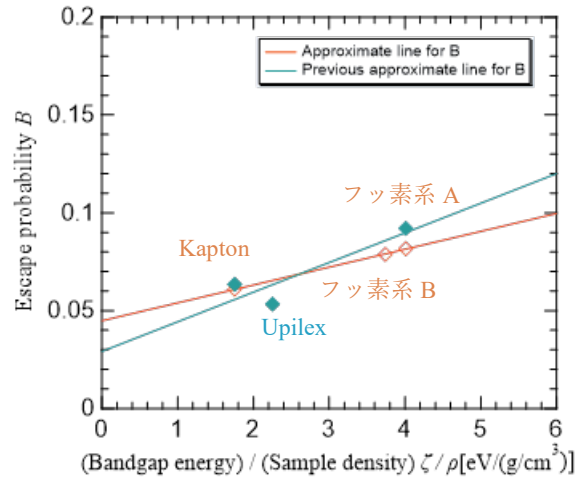 0.2
Approximate line for B
Previous approximate line for B
0.15
フッ素系 A
0.1
Kapton
フッ素系 B
0.05
Upilex
0
0 1 2 3 4 5 6
Escape probability B
(Bandgap energy) / (Sample density) ζ / ρ[eV/(g/cm³)]